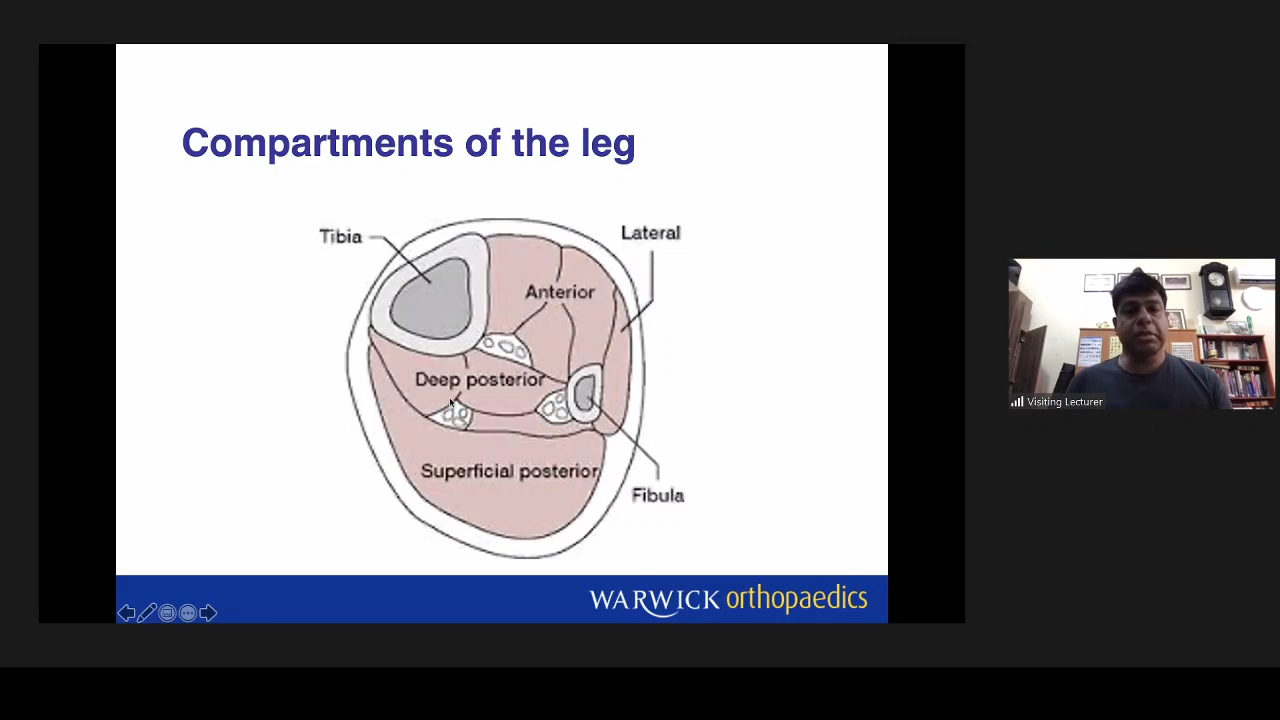 Compartments of the leg
Tibia
Lateral
Anterior
Deep posterior
Superficial posterior
Fibula
WARWICK orthopaedics
Visiting Lecturer